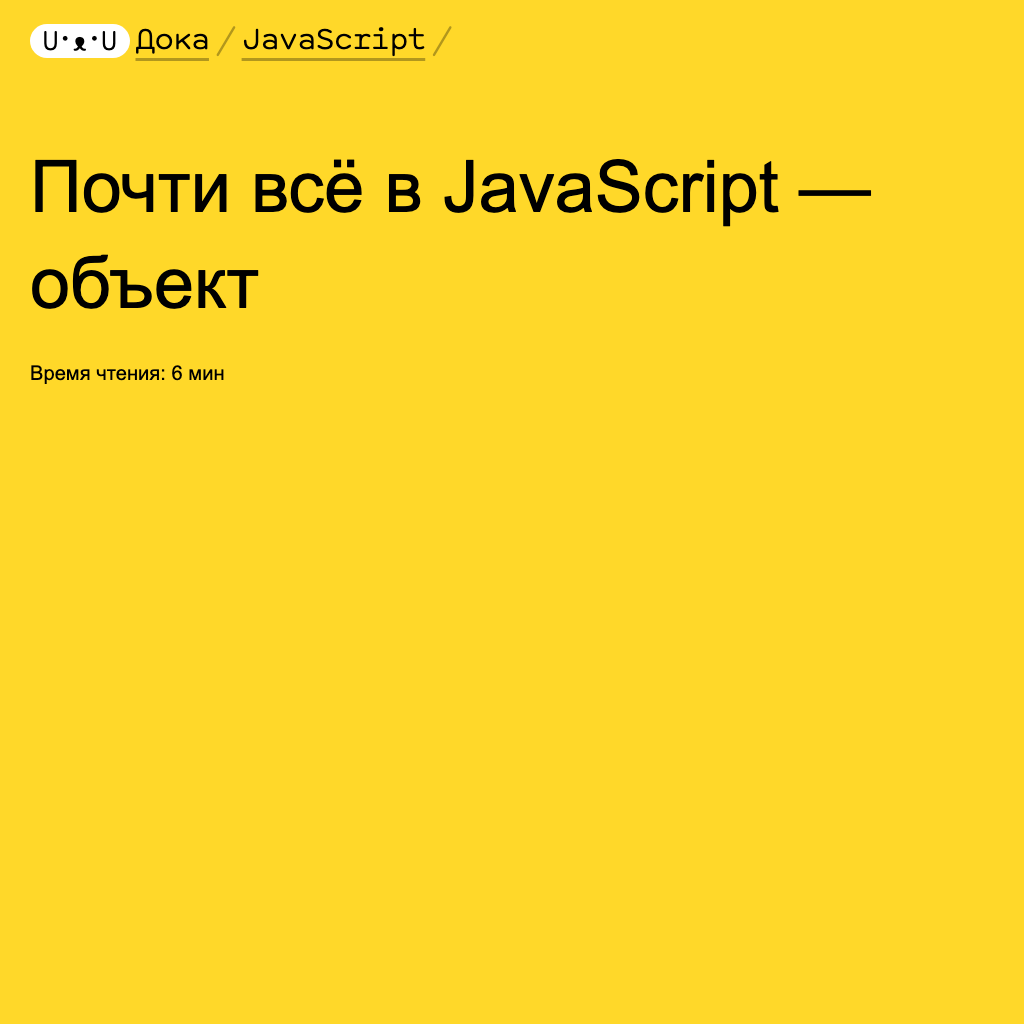 U•ᴥ•U Дока / JavaScript /
Почти всё в JavaScript —
объект
Время чтения: 6 мин